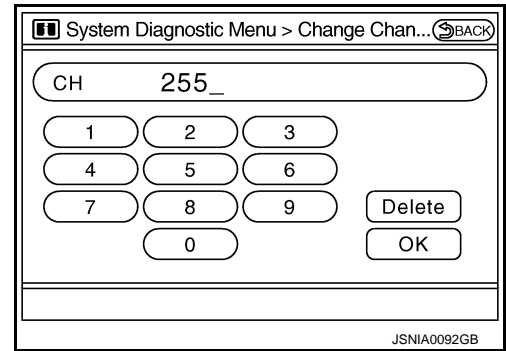 System Diagnostic Menu > Change Chan... BACK
CH 255_
1 2 3
4 5 6
7 8 9 Delete
0 OK
JSNIA0092GB